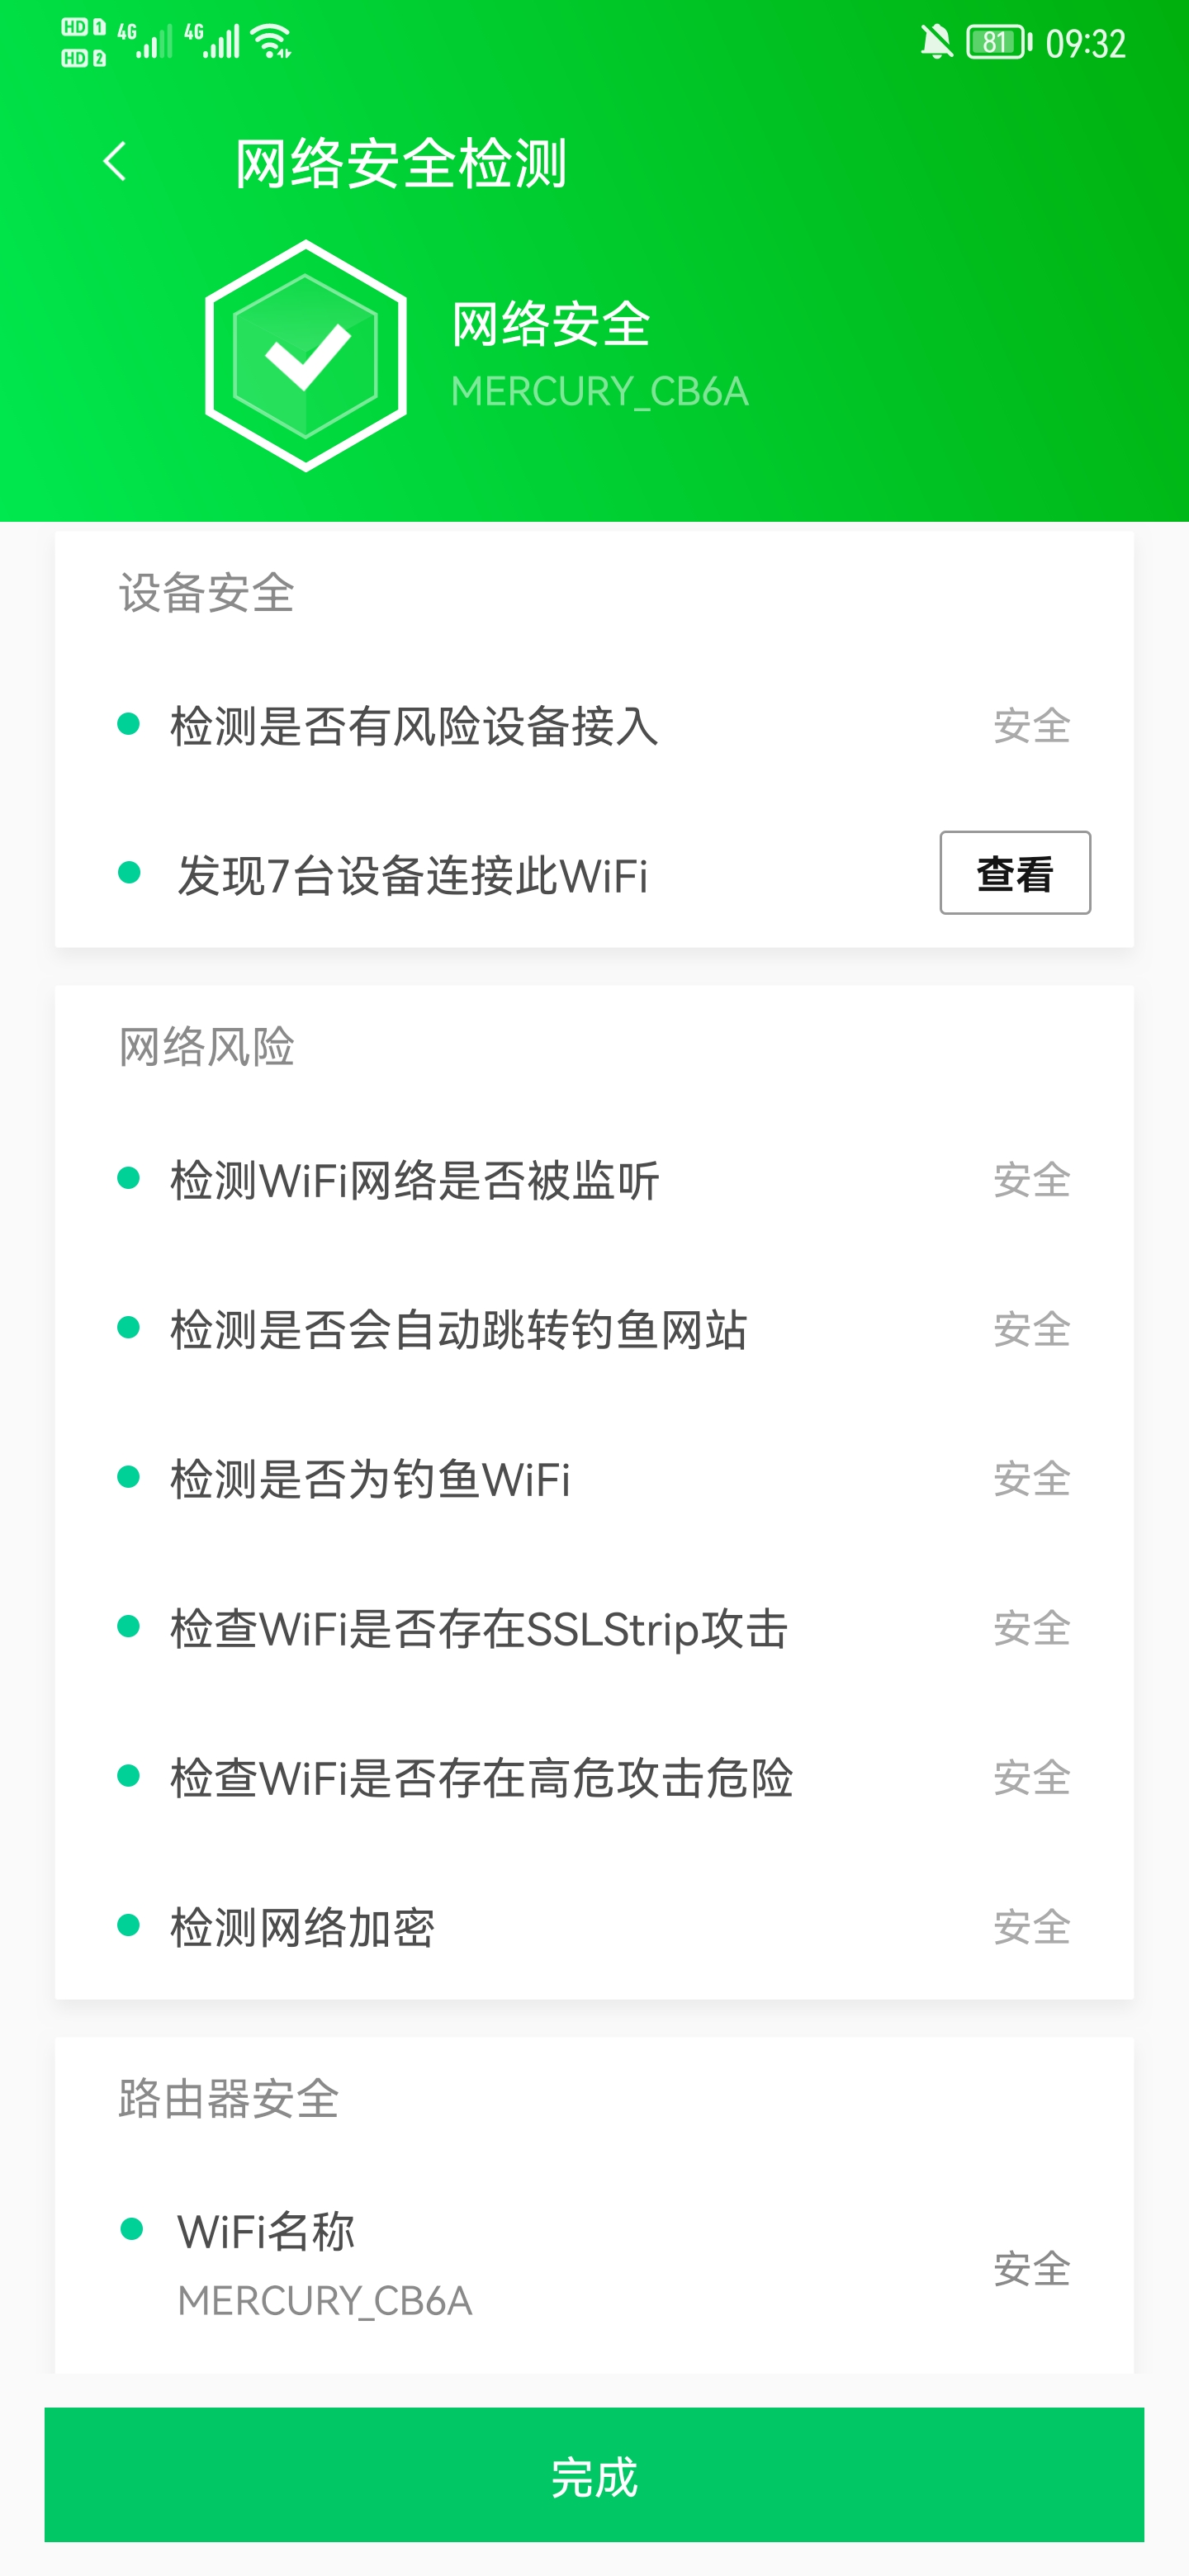 HD 1 4G 4G 81 09:32
HD 2
网络安全检测
网络安全
MERCURY_CB6A
设备安全
检测是否有风险设备接入 安全
发现7台设备连接此WiFi 查看
网络风险
检测WiFi网络是否被监听 安全
检测是否会自动跳转钓鱼网站 安全
检测是否为钓鱼WiFi 安全
检查WiFi是否存在SSLStrip攻击 安全
检查WiFi是否存在高危攻击危险 安全
检测网络加密 安全
路由器安全
WiFi名称
MERCURY_CB6A 安全
完成